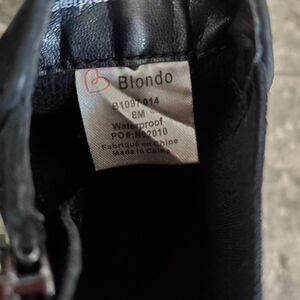 Blondo
B1097 014
8M
Waterproof
PO#:N92010
Fabriqué en Chine
Made in China